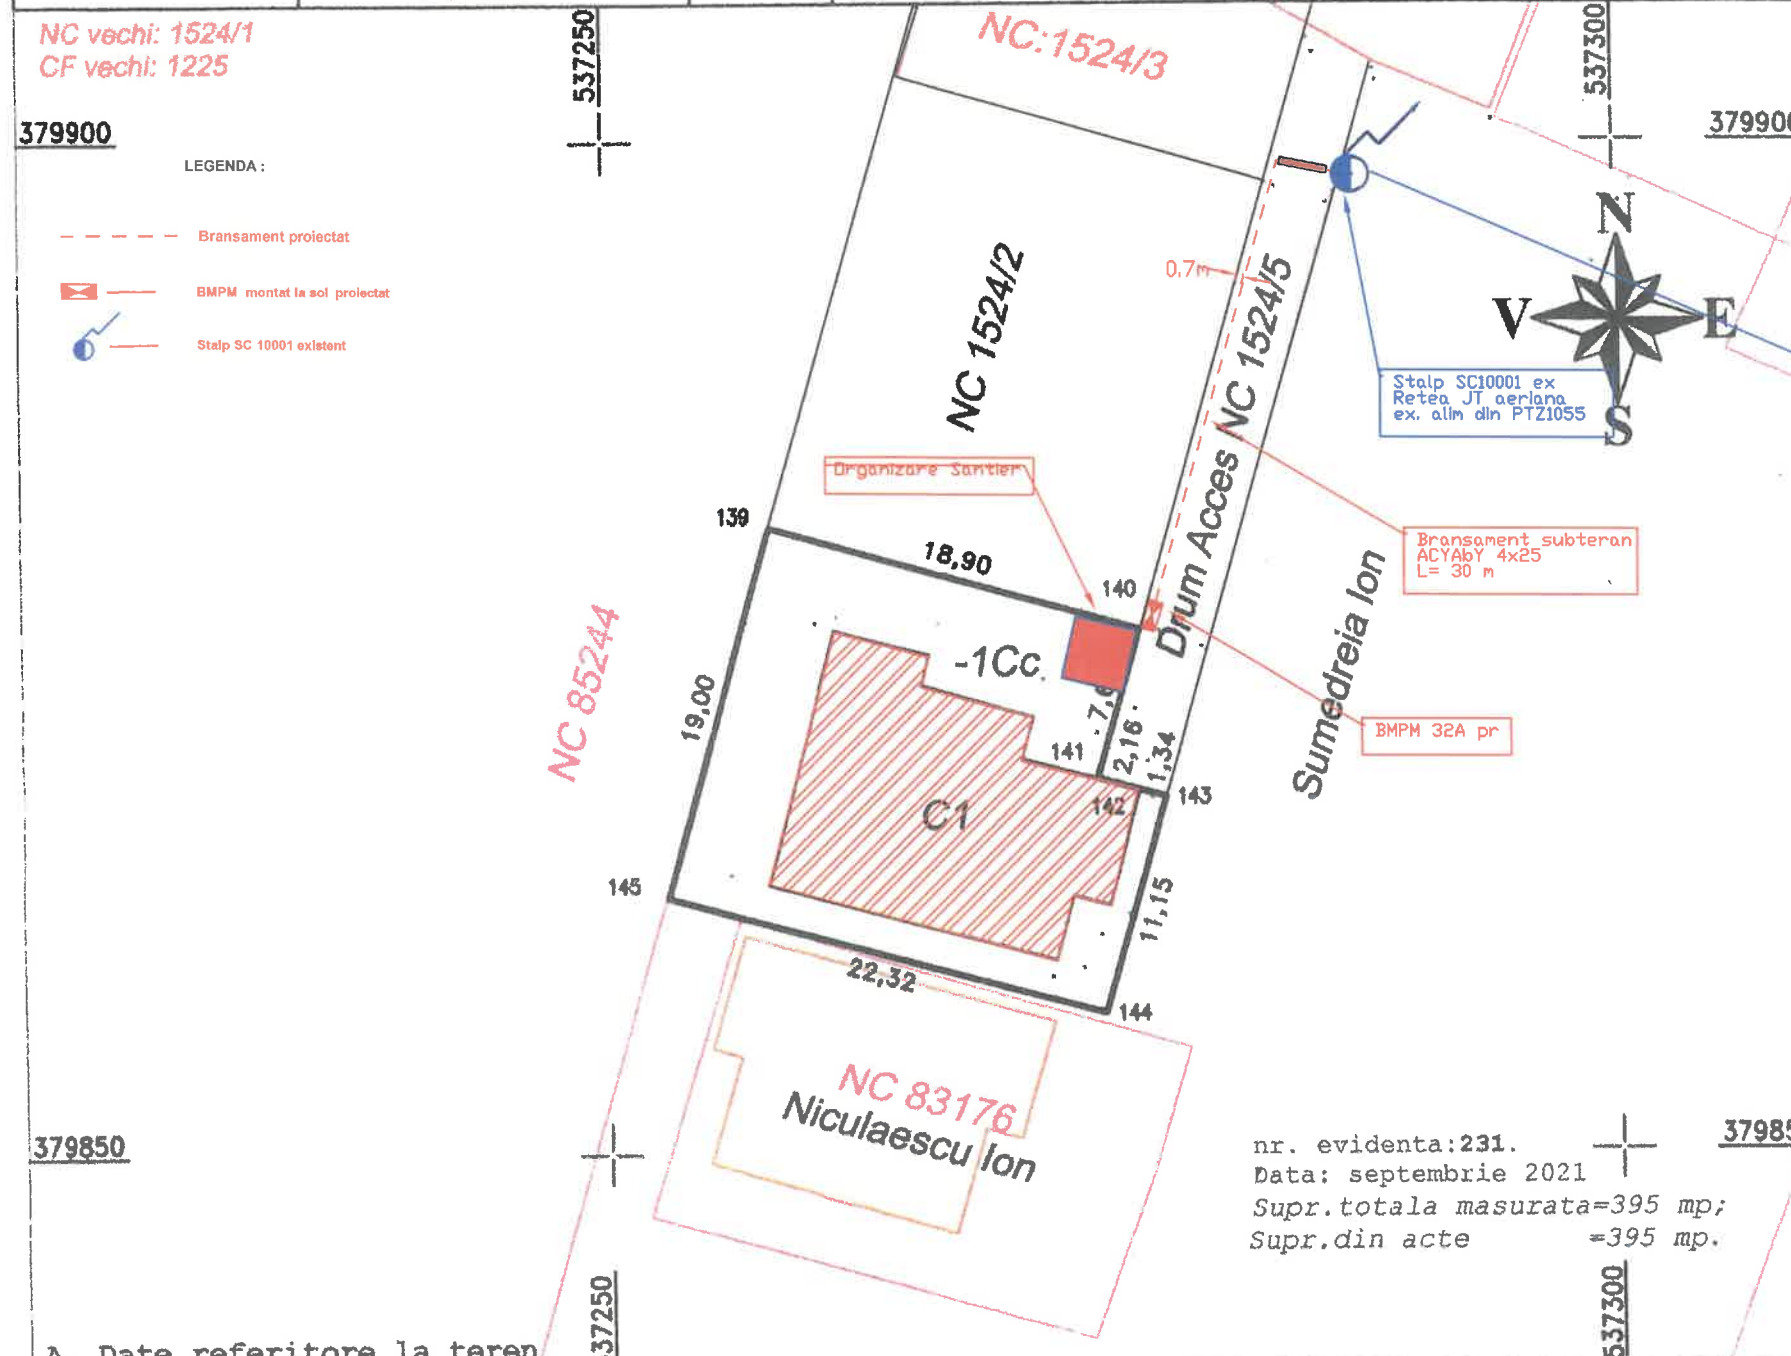 NC vechi: 1524/1
CF vechi: 1225
537250
537300
NC:1524/3
379900
LEGENDA :
Bransament proiectat
BMPM montat la sol proiectat
Stalp SC 10001 existent
0,7m
NC 1524/2
Drum Acces NC 1524/5
N
V
E
S
Stalp SC10001 ex
Retea JT aeriana
ex. alim din PTZ1055
Organizare Santier
139
18,90
140
Bransament subteran
ACYAbY 4x25
L= 30 m
NC 85244
19,00
-1Cc.
Sumedreia Ion
BMPM 32A pr
141
2,16
1,34
142
143
C1
145
11,15
22,32
144
NC 83176
Niculaescu Ion
379850
nr. evidenta:231.
Data: septembrie 2021
Supr.totala masurata=395 mp;
Supr.din acte =395 mp.
537300
Date referitore la teren